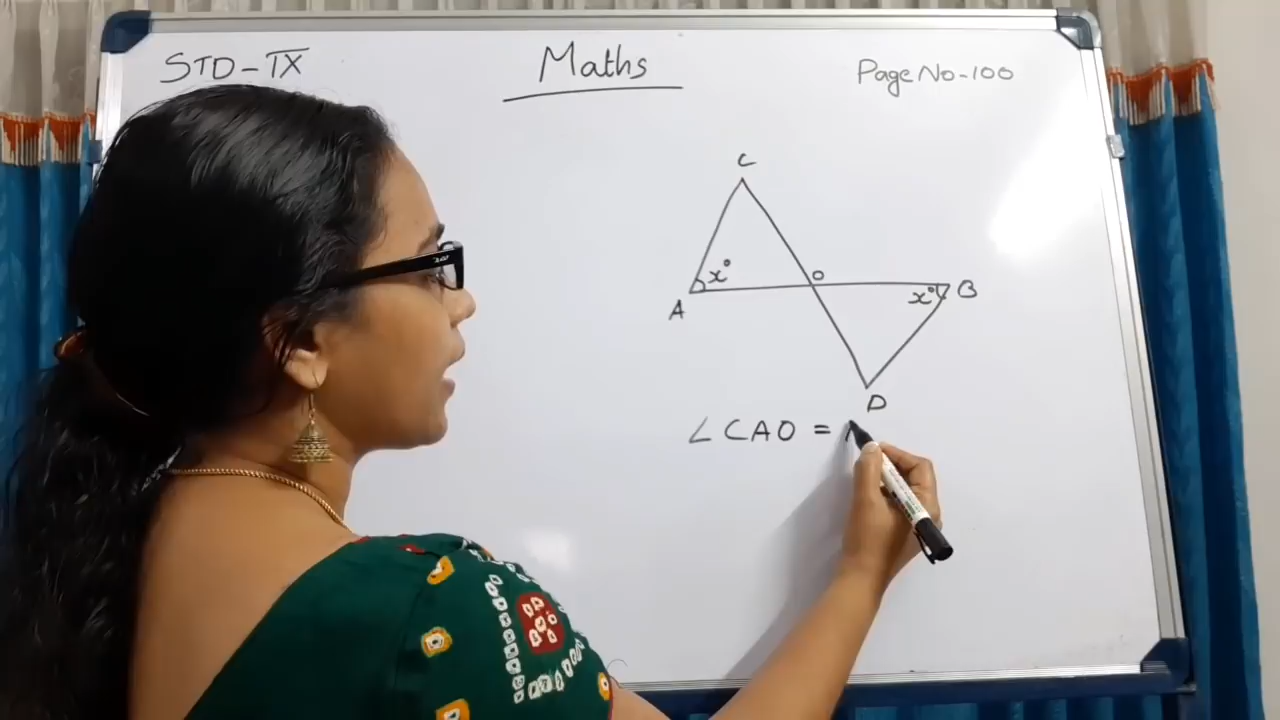 STD-IX
Maths
Page No-100
C
x°
O
A
x°
B
D
∠CAO =